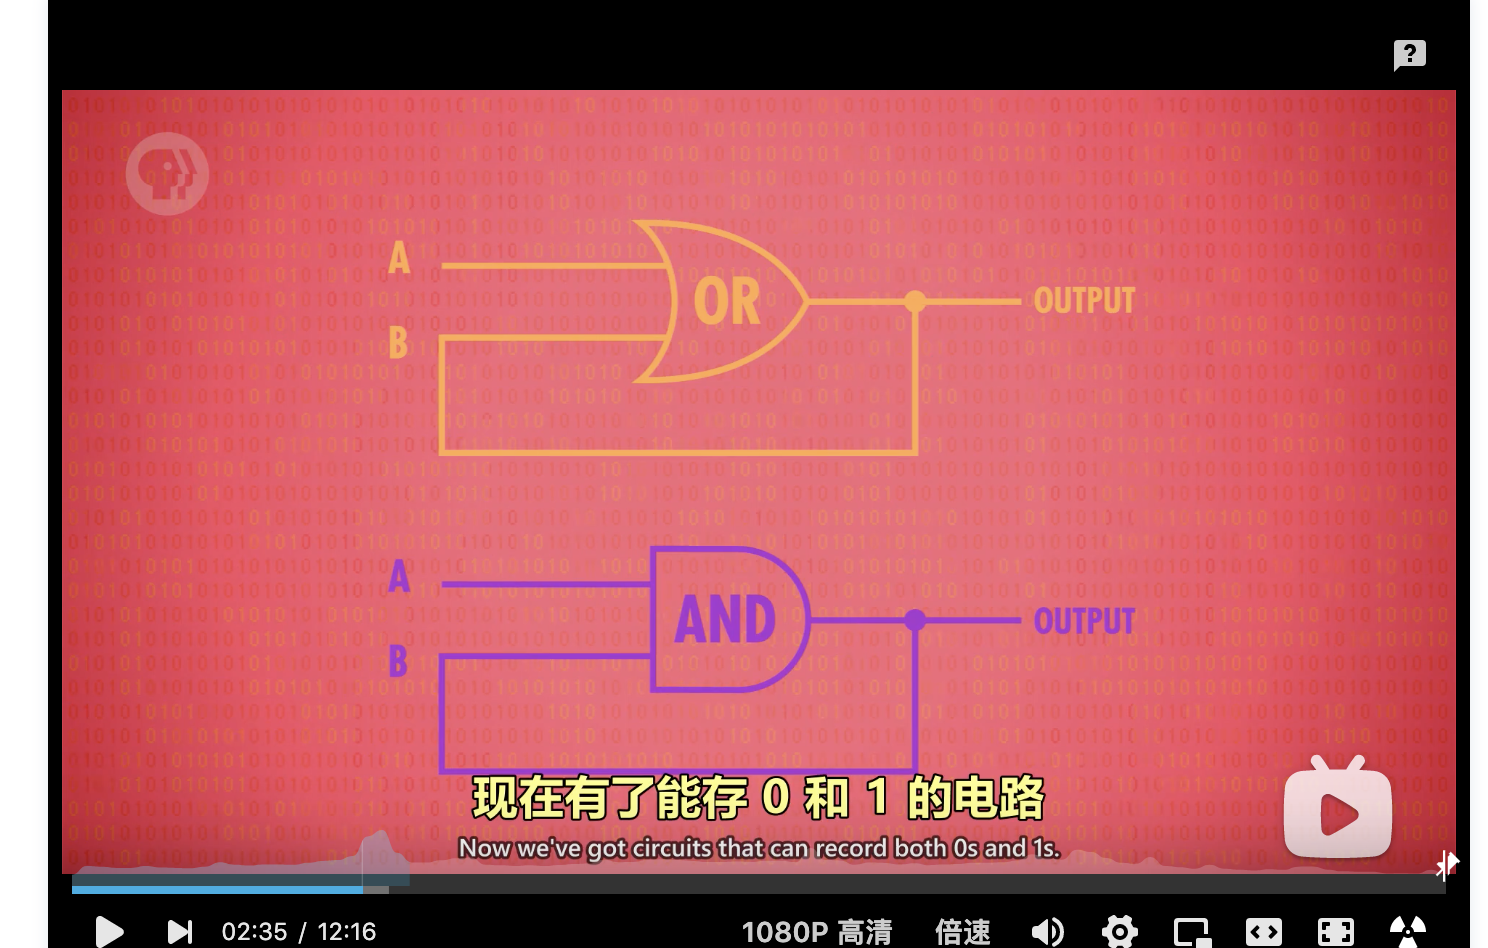 ?
A
OR
OUTPUT
B
A
AND
OUTPUT
B
现在有了能存 0 和 1 的电路
Now we've got circuits that can record both 0s and 1s.
02:35 / 12:16
1080P 高清
倍速